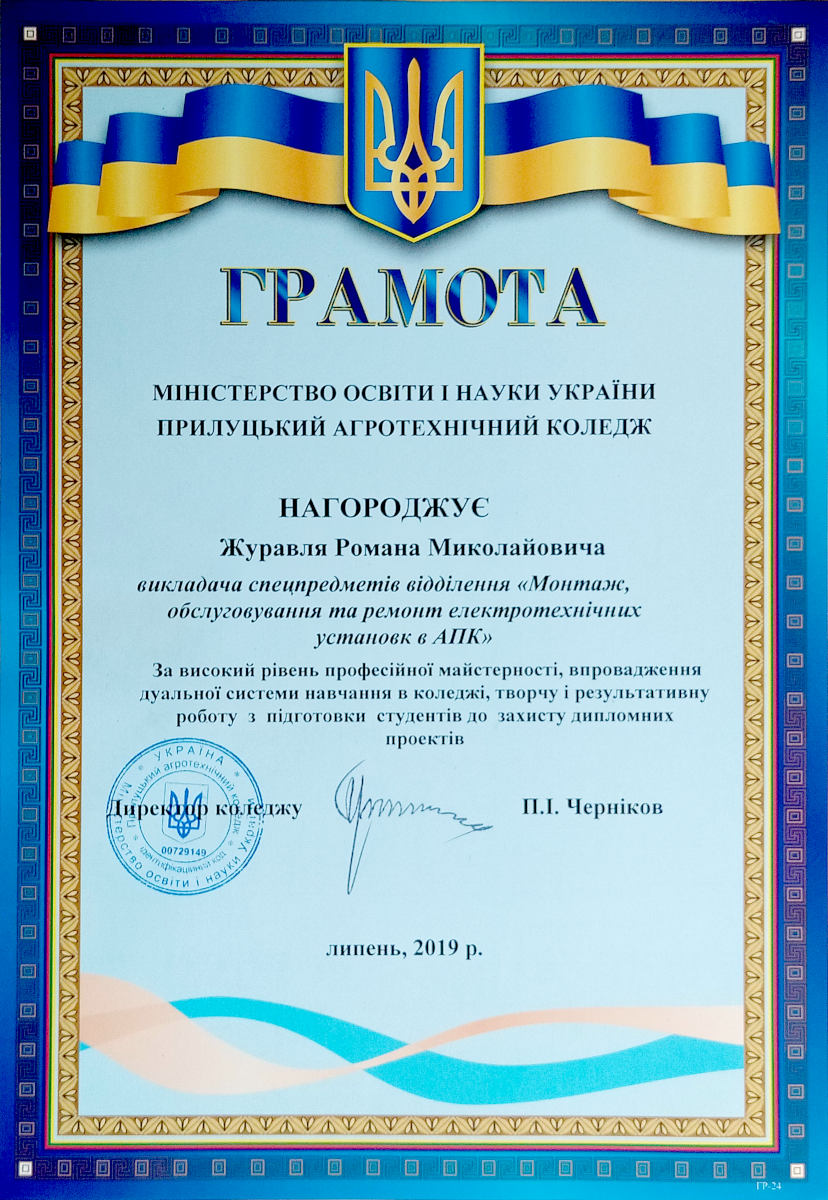 ГРАМОТА
МІНІСТЕРСТВО ОСВІТИ І НАУКИ УКРАЇНИ
ПРИЛУЦЬКИЙ АГРОТЕХНІЧНИЙ КОЛЕДЖ
НАГОРОДЖУЄ
Журавля Романа Миколайовича
викладача спецпредметів відділення «Монтаж,
обслуговування та ремонт електротехнічних
установк в АПК»
За високий рівень професійної майстерності, впровадження
дуальної системи навчання в коледжі, творчу і результативну
роботу з підготовки студентів до захисту дипломних
проектів
Директор коледжу П.І. Черніков
* УКРАЇНА *
Міністерство освіти і науки України
Прилуцький агротехнічний коледж
* ідентифікаційний код *
00729149
липень, 2019 р.
ГР-24